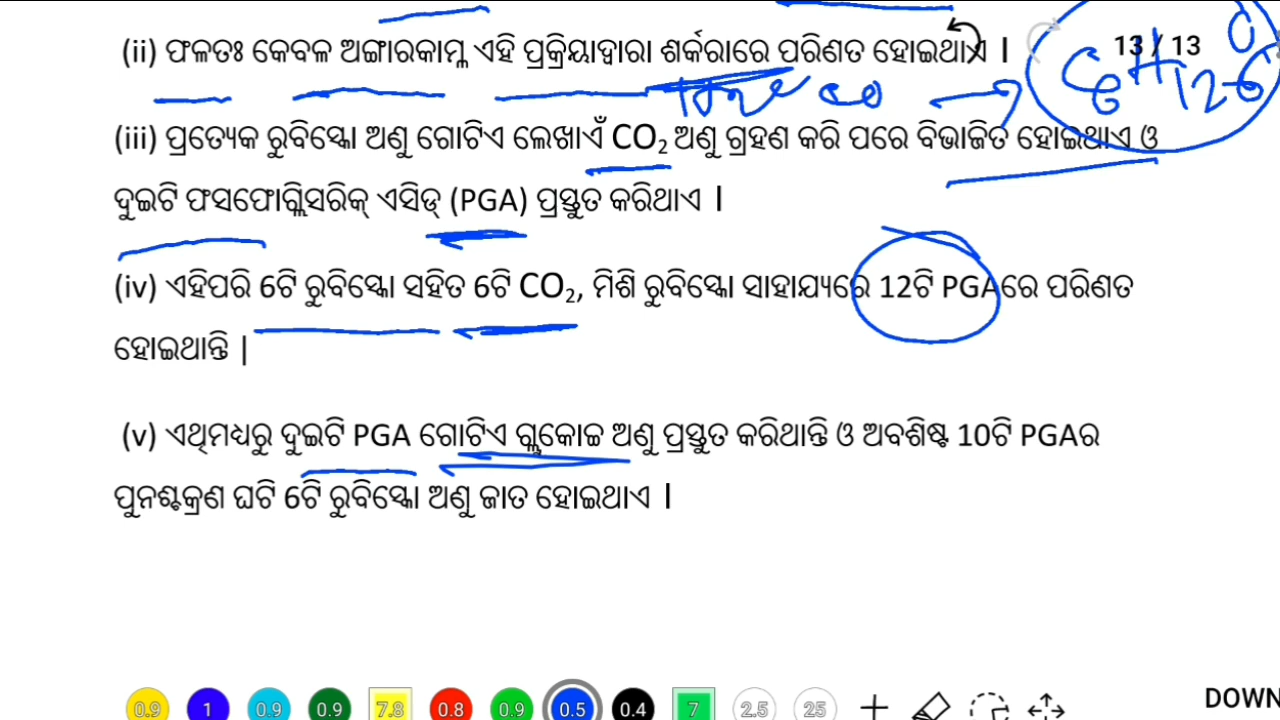 (ii) ଫଳତଃ କେବଳ ଅଙ୍ଗାରକାମ୍ଳ ଏହି ପ୍ରକ୍ରିୟାଦ୍ୱାରା ଶର୍କରାରେ ପରିଣତ ହୋଇଥାଏ ।
13 / 13
C6H12O6
(iii) ପ୍ରତ୍ୟେକ ରୁବିସ୍କୋ ଅଣୁ ଗୋଟିଏ ଲେଖାଏଁ CO₂ ଅଣୁ ଗ୍ରହଣ କରି ପରେ ବିଭାଜିତ ହୋଇଥାଏ ଓ
ଦୁଇଟି ଫସଫୋଗ୍ଲିସରିକ୍ ଏସିଡ୍ (PGA) ପ୍ରସ୍ତୁତ କରିଥାଏ ।
(iv) ଏହିପରି 6ଟି ରୁବିସ୍କୋ ସହିତ 6ଟି CO₂, ମିଶି ରୁବିସ୍କୋ ସାହାଯ୍ୟରେ 12ଟି PGAରେ ପରିଣତ
ହୋଇଥାନ୍ତି |
(v) ଏଥିମଧ୍ୟରୁ ଦୁଇଟି PGA ଗୋଟିଏ ଗ୍ଲୁକୋଜ ଅଣୁ ପ୍ରସ୍ତୁତ କରିଥାନ୍ତି ଓ ଅବଶିଷ୍ଟ 10ଟି PGAର
ପୁନଶ୍ଚକ୍ରଣ ଘଟି 6ଟି ରୁବିସ୍କୋ ଅଣୁ ଜାତ ହୋଇଥାଏ ।
0.9 1 0.9 0.9 7.8 0.8 0.9 0.5 0.4 7 2.5 25
DOWN